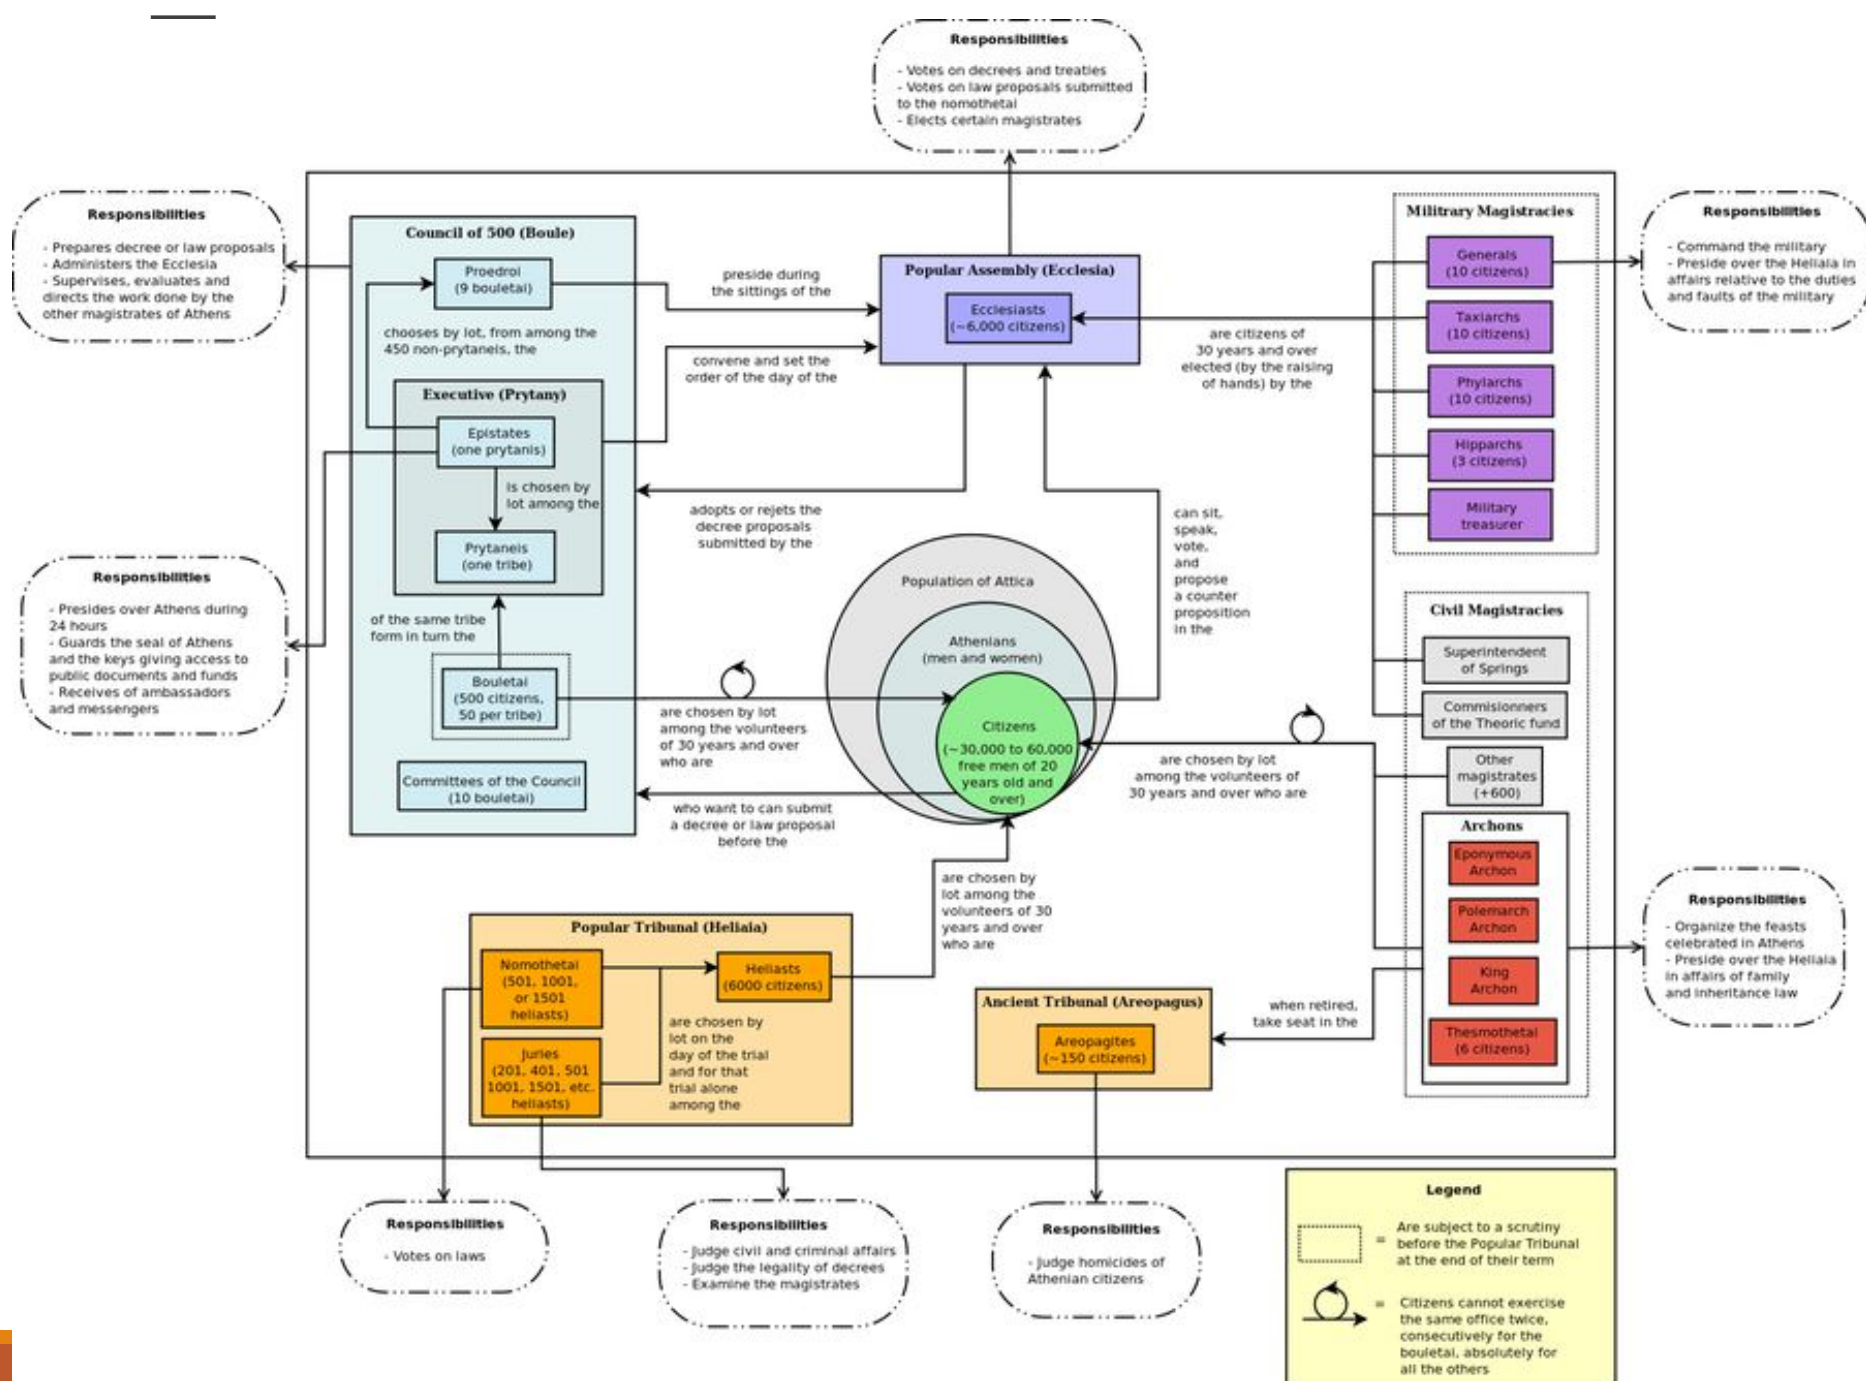 Responsibilities
- Votes on decrees and treaties
- Votes on law proposals submitted
to the nomothetai
- Elects certain magistrates
Responsibilities
- Prepares decree or law proposals
- Administers the Ecclesia
- Supervises, evaluates and
directs the work done by the
other magistrates of Athens
Council of 500 (Boule)
Proedroi
(9 bouletai)
chooses by lot, from among the
450 non-prytaneis, the
Executive (Prytany)
Epistates
(one prytanis)
is chosen by
lot among the
Prytaneis
(one tribe)
of the same tribe
form in turn the
Bouletai
(500 citizens,
50 per tribe)
Committees of the Council
(10 bouletai)
preside during
the sittings of the
convene and set the
order of the day of the
Popular Assembly (Ecclesia)
Ecclesiasts
(~6,000 citizens)
are citizens of
30 years and over
elected (by the raising
of hands) by the
Militrary Magistracies
Generals
(10 citizens)
Taxiarchs
(10 citizens)
Phylarchs
(10 citizens)
Hipparchs
(3 citizens)
Military
treasurer
Responsibilities
- Command the military
- Preside over the Heliaia in
affairs relative to the duties
and faults of the military
adopts or rejets the
decree proposals
submitted by the
can sit,
speak,
vote,
and
propose
a counter
proposition
in the
Responsibilities
- Presides over Athens during
24 hours
- Guards the seal of Athens
and the keys giving access to
public documents and funds
- Receives of ambassadors
and messengers
Population of Attica
Athenians
(men and women)
Citizens
(~30,000 to 60,000
free men of 20
years old and
over)
are chosen by lot
among the volunteers
of 30 years and over
who are
who want to can submit
a decree or law proposal
before the
are chosen by lot
among the volunteers of
30 years and over who are
Civil Magistracies
Superintendent
of Springs
Commisionners
of the Theoric fund
Other
magistrates
(+600)
Archons
Eponymous
Archon
Polemarch
Archon
King
Archon
Thesmothetai
(6 citizens)
Responsibilities
- Organize the feasts
celebrated in Athens
- Preside over the Heliaia
in affairs of family
and inheritance law
are chosen by
lot among the
volunteers of 30
years and over
who are
Popular Tribunal (Heliaia)
Nomothetai
(501, 1001,
or 1501
heliasts)
Heliasts
(6000 citizens)
Juries
(201, 401, 501
1001, 1501, etc.
heliasts)
are chosen by
lot on the
day of the trial
and for that
trial alone
among the
Ancient Tribunal (Areopagus)
Areopagites
(~150 citizens)
when retired,
take seat in the
Responsibilities
- Votes on laws
Responsibilities
- Judge civil and criminal affairs
- Judge the legality of decrees
- Examine the magistrates
Responsibilities
- Judge homicides of
Athenian citizens
Legend
= Are subject to a scrutiny
before the Popular Tribunal
at the end of their term
= Citizens cannot exercise
the same office twice,
consecutively for the
bouletai, absolutely for
all the others